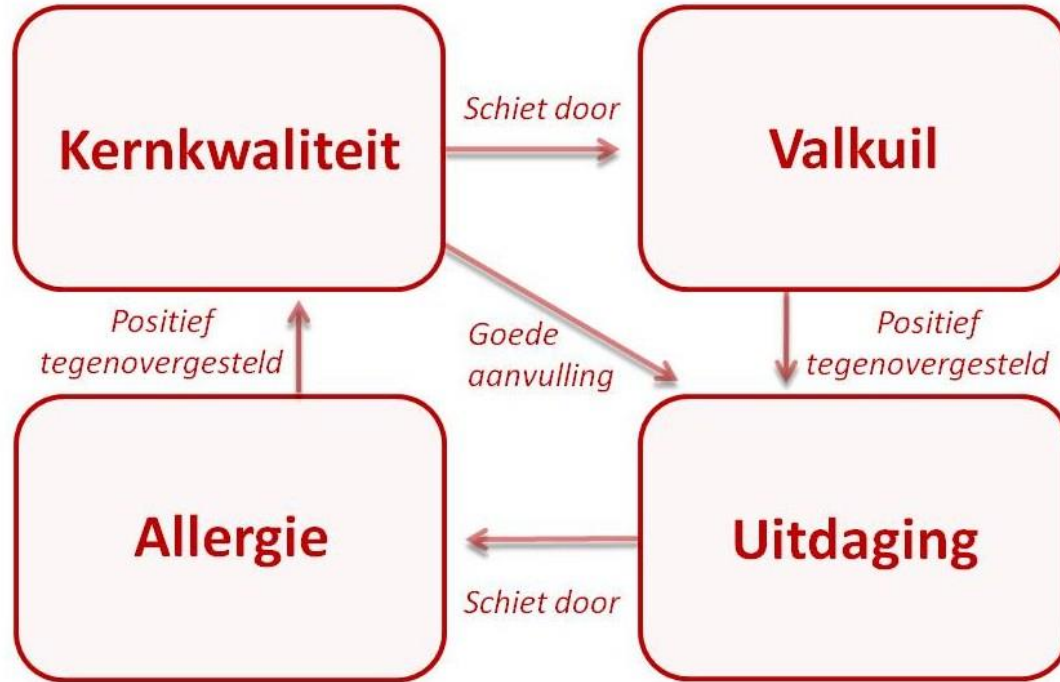 Kernkwaliteit
Schiet door
Valkuil
Positief
tegenovergesteld
Goede
aanvulling
Positief
tegenovergesteld
Allergie
Schiet door
Uitdaging